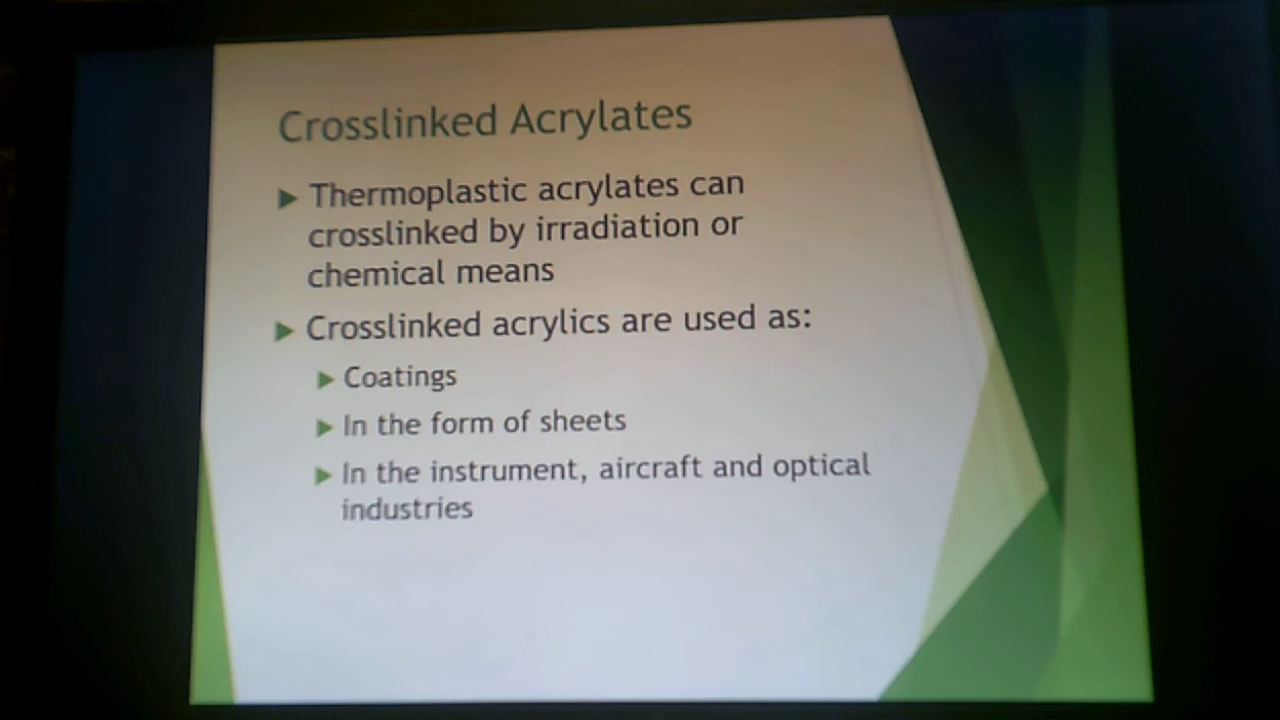 Crosslinked Acrylates
Thermoplastic acrylates can
crosslinked by irradiation or
chemical means
Crosslinked acrylics are used as:
Coatings
In the form of sheets
In the instrument, aircraft and optical
industries